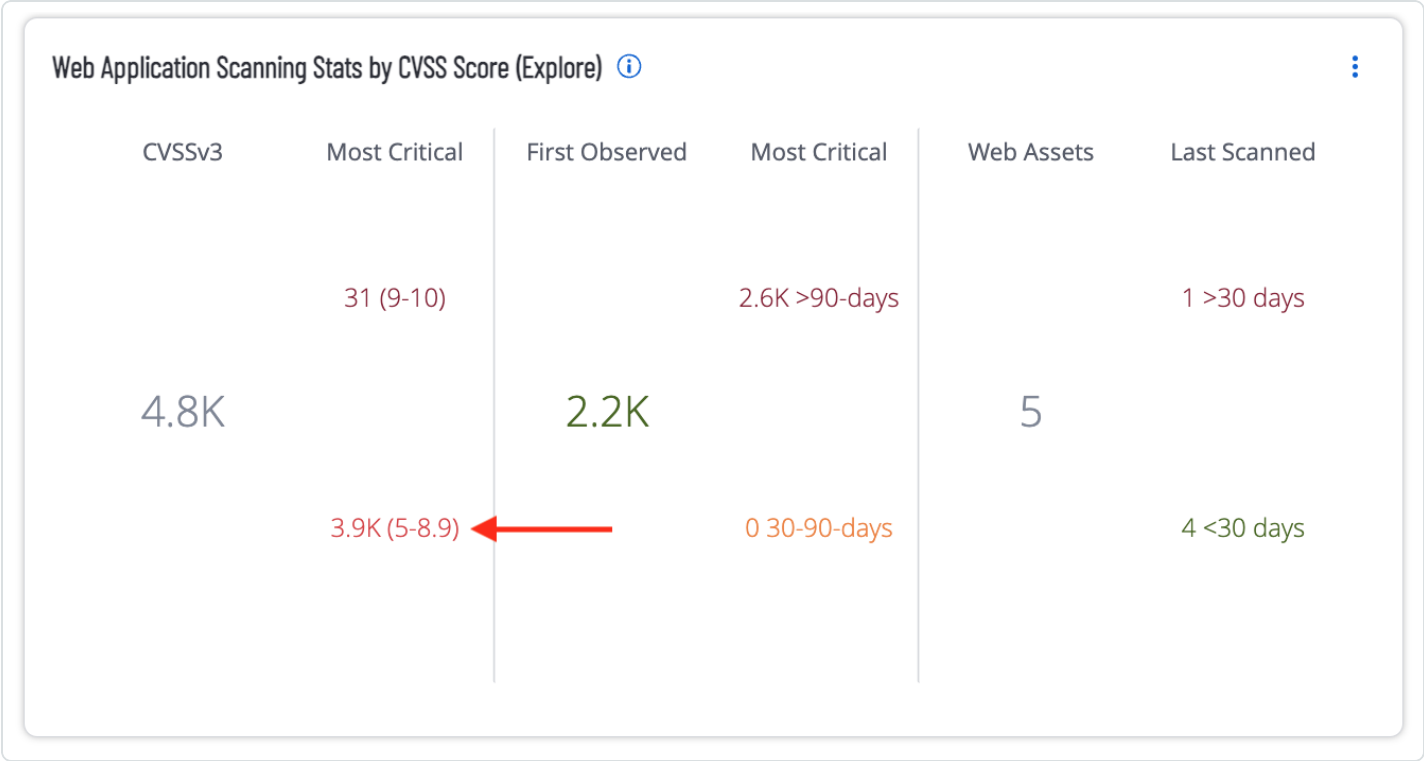 Web Application Scanning Stats by CVSS Score (Explore)
CVSSv3 Most Critical First Observed Most Critical Web Assets Last Scanned
31 (9-10) 2.6K >90-days 1 >30 days
4.8K 2.2K 5
3.9K (5-8.9) 0 30-90-days 4 <30 days